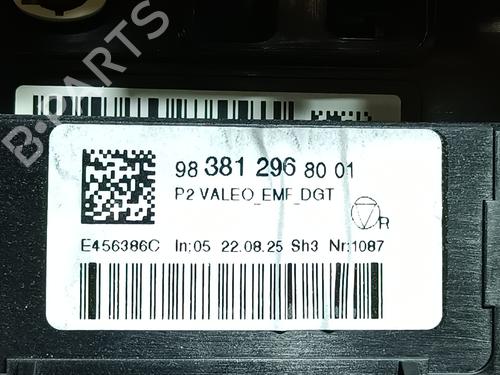 B-PARTS
98 381 296 80 01
P2 VALEO_EMF_DGT
R
E456386C In:05 22.08.25 Sh3 Nr:1087